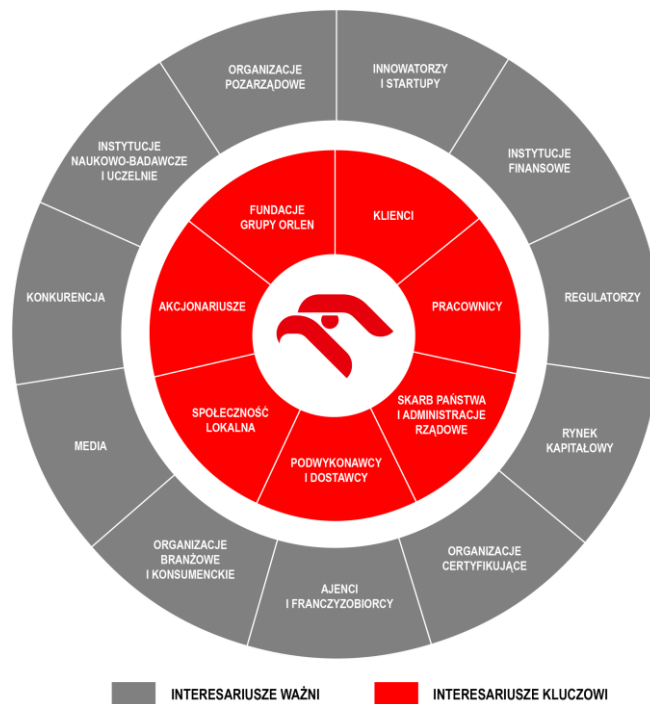 ORGANIZACJE
POZARZĄDOWE
INNOWATORZY
I STARTUPY
INSTYTUCJE
FINANSOWE
REGULATORZY
RYNEK
KAPITAŁOWY
ORGANIZACJE
CERTYFIKUJĄCE
AJENCI
I FRANCZYZOBIORCY
ORGANIZACJE
BRANŻOWE
I KONSUMENCKIE
MEDIA
KONKURENCJA
INSTYTUCJE
NAUKOWO-BADAWCZE
I UCZELNIE
FUNDACJE
GRUPY ORLEN
KLIENCI
PRACOWNICY
SKARB PAŃSTWA
I ADMINISTRACJE
RZĄDOWE
PODWYKONAWCY
I DOSTAWCY
SPOŁECZNOŚĆ
LOKALNA
AKCJONARIUSZE
INTERESARIUSZE WAŻNI
INTERESARIUSZE KLUCZOWI